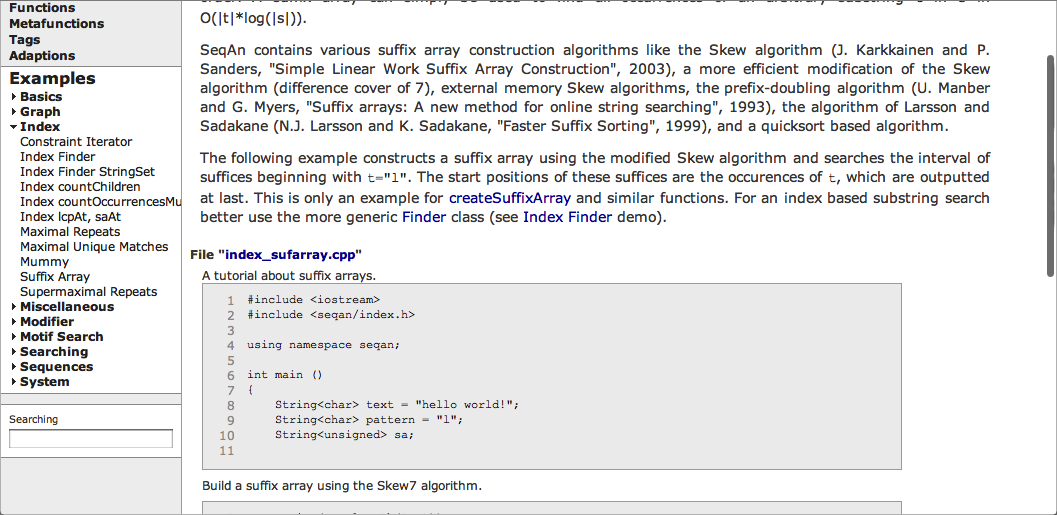 Functions
Metafunctions
Tags
Adaptions
Examples
Basics
Graph
Index
Constraint Iterator
Index Finder
Index Finder StringSet
Index countChildren
Index countOccurrencesMu
Index lcpAt, saAt
Maximal Repeats
Maximal Unique Matches
Mummy
Suffix Array
Supermaximal Repeats
Miscellaneous
Modifier
Motif Search
Searching
Sequences
System
Searching
O(|t|*log(|s|)).
SeqAn contains various suffix array construction algorithms like the Skew algorithm (J. Karkkainen and P.
Sanders, "Simple Linear Work Suffix Array Construction", 2003), a more efficient modification of the Skew
algorithm (difference cover of 7), external memory Skew algorithms, the prefix-doubling algorithm (U. Manber
and G. Myers, "Suffix arrays: A new method for online string searching", 1993), the algorithm of Larsson and
Sadakane (N.J. Larsson and K. Sadakane, "Faster Suffix Sorting", 1999), and a quicksort based algorithm.
The following example constructs a suffix array using the modified Skew algorithm and searches the interval of
suffices beginning with t="l". The start positions of these suffices are the occurences of t, which are outputted
at last. This is only an example for createSuffixArray and similar functions. For an index based substring search
better use the more generic Finder class (see Index Finder demo).
File "index_sufarray.cpp"
A tutorial about suffix arrays.
1 #include <iostream>
2 #include <seqan/index.h>
3
4 using namespace seqan;
5
6 int main ()
7 {
8 String<char> text = "hello world!";
9 String<char> pattern = "l";
10 String<unsigned> sa;
11
Build a suffix array using the Skew7 algorithm.